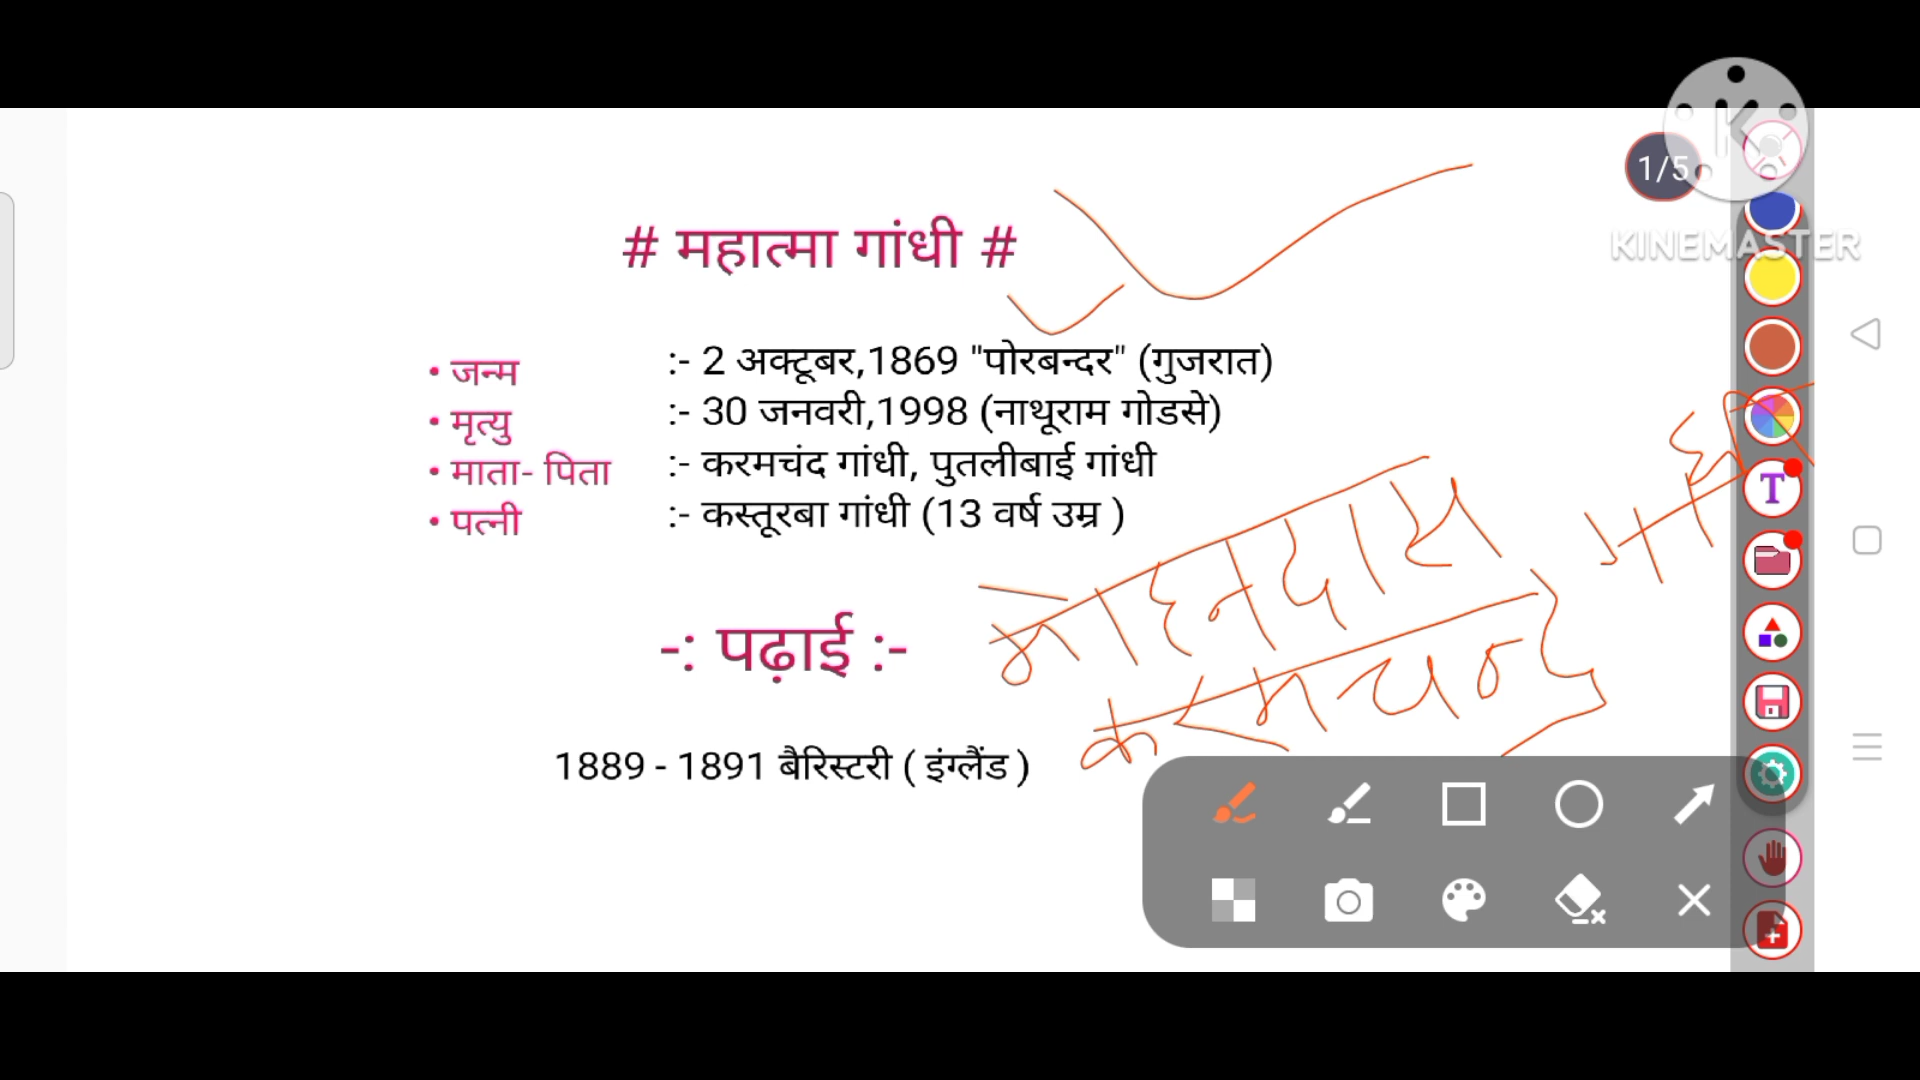 1/5
KINEMASTER
# महात्मा गांधी #
• जन्म :- 2 अक्टूबर,1869 "पोरबन्दर" (गुजरात)
• मृत्यु :- 30 जनवरी,1998 (नाथूराम गोडसे)
• माता- पिता :- करमचंद गांधी, पुतलीबाई गांधी
• पत्नी :- कस्तूरबा गांधी (13 वर्ष उम्र )
मोहनदास
करमचन्द
गांधी
-: पढ़ाई :-
1889 - 1891 बैरिस्टरी ( इंग्लैंड )
T